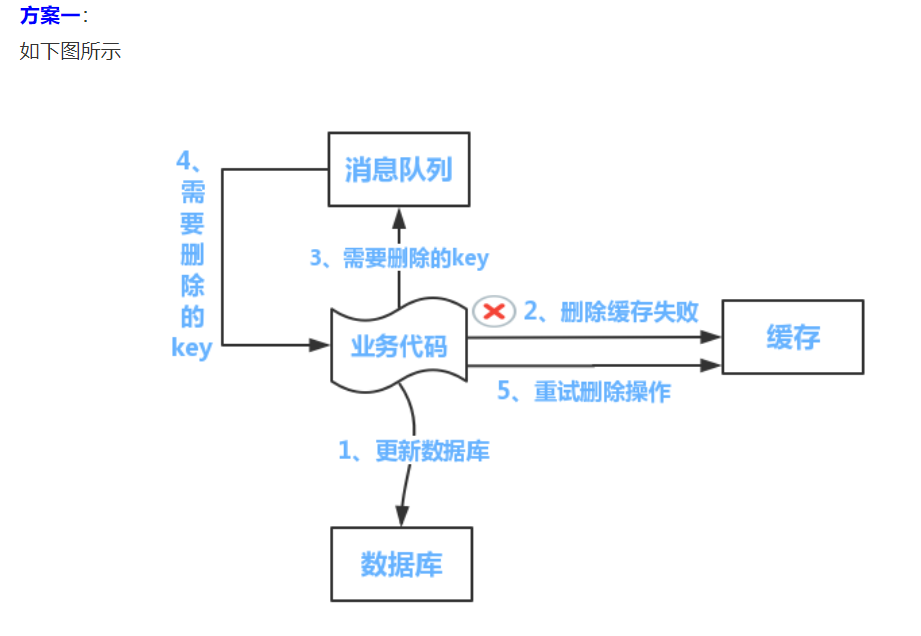 方案一：
如下图所示
消息队列
4、需要删除的key
3、需要删除的key
2、删除缓存失败
业务代码
缓存
5、重试删除操作
1、更新数据库
数据库